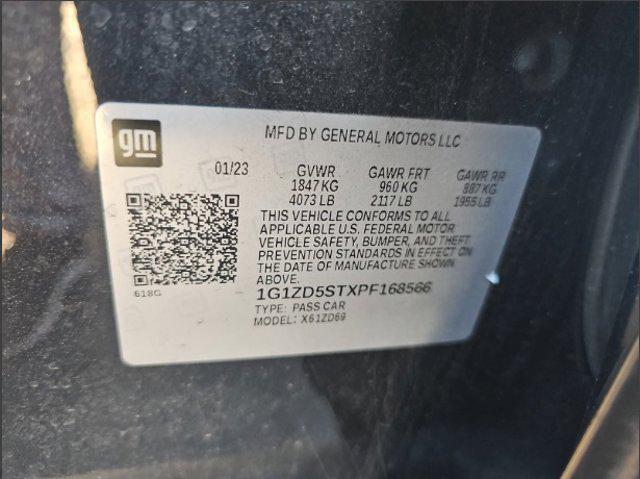 gm
MFD BY GENERAL MOTORS LLC
01/23 GVWR GAWR FRT GAWR RR
1847 KG 960 KG 887 KG
4073 LB 2117 LB 1955 LB
THIS VEHICLE CONFORMS TO ALL
APPLICABLE U.S. FEDERAL MOTOR
VEHICLE SAFETY, BUMPER, AND THEFT
PREVENTION STANDARDS IN EFFECT ON
THE DATE OF MANUFACTURE SHOWN
ABOVE.
618G
1G1ZD5STXPF168566
TYPE: PASS CAR
MODEL: X61ZD69